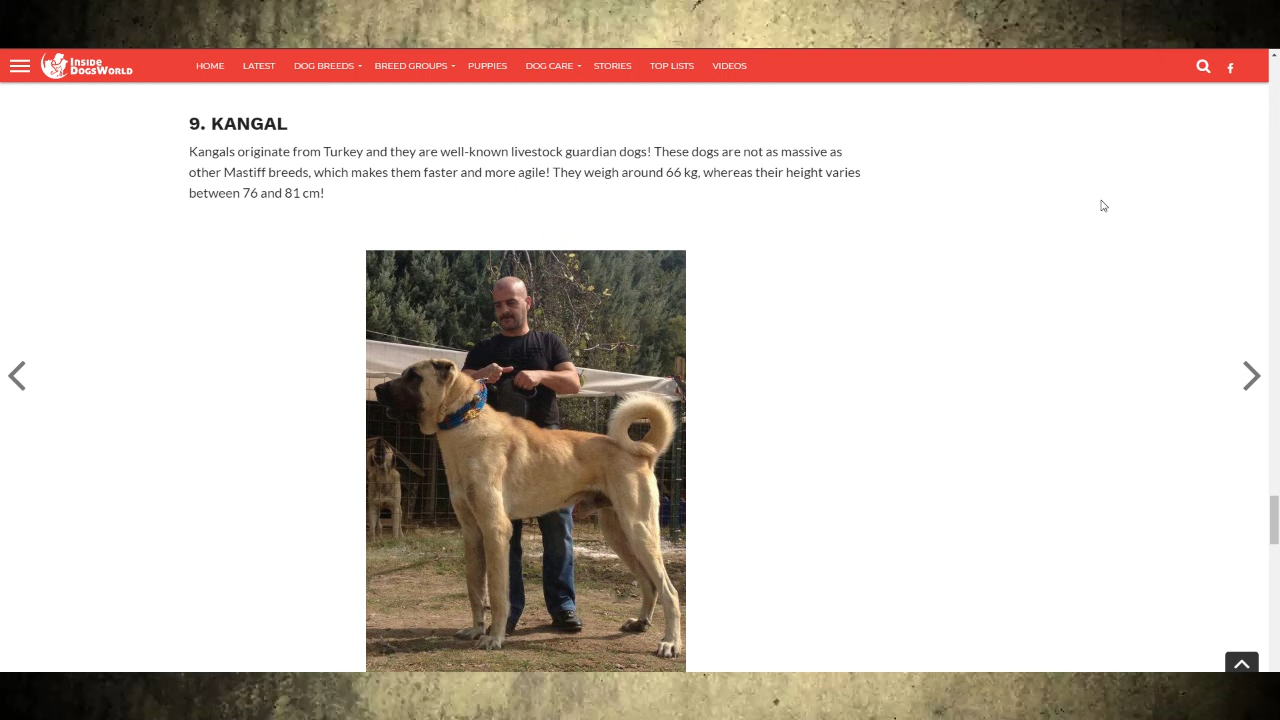 INSIDE
DOGSWORLD
HOME LATEST DOG BREEDS BREED GROUPS PUPPIES DOG CARE STORIES TOP LISTS VIDEOS
9. KANGAL
Kangals originate from Turkey and they are well-known livestock guardian dogs! These dogs are not as massive as
other Mastiff breeds, which makes them faster and more agile! They weigh around 66 kg, whereas their height varies
between 76 and 81 cm!